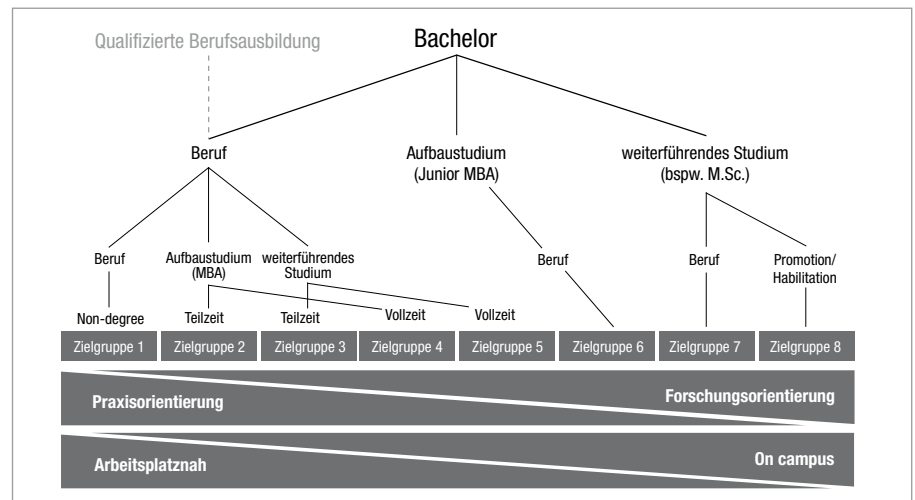 Qualifizierte Berufsausbildung
Bachelor
Beruf
Aufbaustudium
(Junior MBA)
weiterführendes Studium
(bspw. M.Sc.)
Beruf
Aufbaustudium
(MBA)
weiterführendes
Studium
Beruf
Beruf
Promotion/
Habilitation
Non-degree
Teilzeit
Teilzeit
Vollzeit
Vollzeit
Zielgruppe 1
Zielgruppe 2
Zielgruppe 3
Zielgruppe 4
Zielgruppe 5
Zielgruppe 6
Zielgruppe 7
Zielgruppe 8
Praxisorientierung
Forschungsorientierung
Arbeitsplatznah
On campus